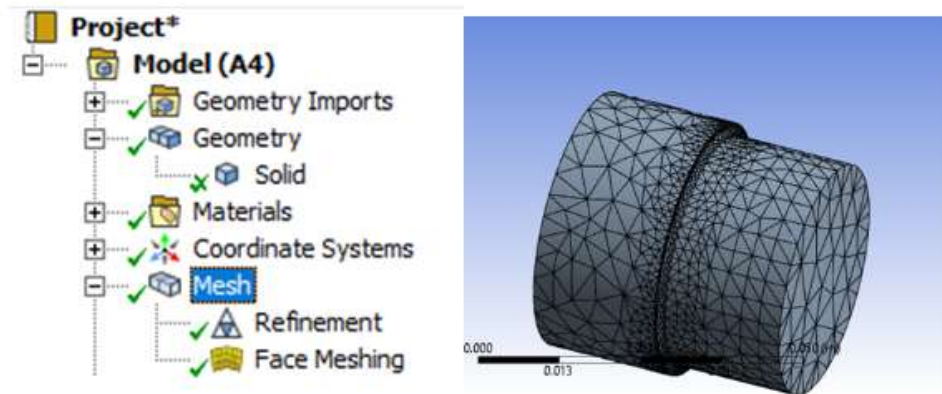 Project*
Model (A4)
Geometry Imports
Geometry
Solid
Materials
Coordinate Systems
Mesh
Refinement
Face Meshing
0.000
0.013